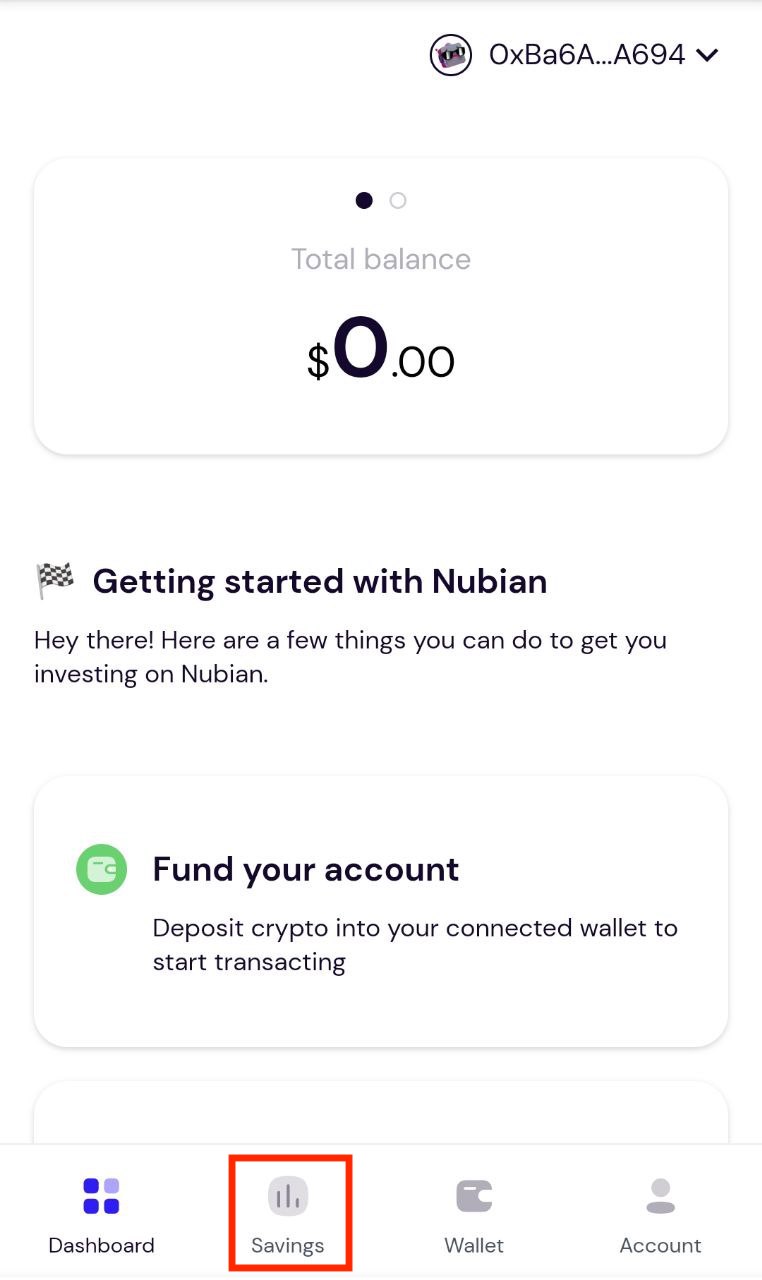 0xBa6A...A694
Total balance
$0.00
Getting started with Nubian
Hey there! Here are a few things you can do to get you
investing on Nubian.
Fund your account
Deposit crypto into your connected wallet to
start transacting
Dashboard Savings Wallet Account